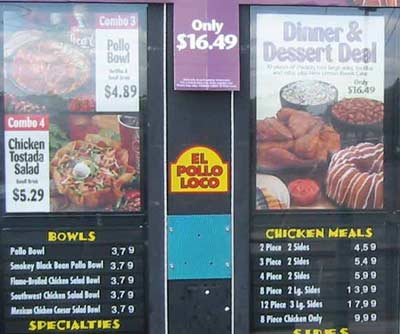 Combo 3
Pollo
Bowl
Small Drink
$4.89
Combo 4
Chicken
Tostada
Salad
Small Drink
$5.29
BOWLS
Pollo Bowl 3.79
Smokey Black Bean Pollo Bowl 3.79
Flame-Broiled Chicken Salad Bowl 3.79
Southwest Chicken Salad Bowl 3.79
Mexican Chicken Caesar Salad Bowl 3.79
SPECIALTIES
Only
$16.49
EL
POLLO
LOCO
Dinner &
Dessert Deal
Only
$16.49
CHICKEN MEALS
2 Piece 2 Sides 4.59
3 Piece 2 Sides 5.49
4 Piece 2 Sides 5.99
8 Piece 2 Lg. Sides 13.99
12 Piece 3 Lg. Sides 17.99
8 Piece Chicken Only 9.99
SIDES